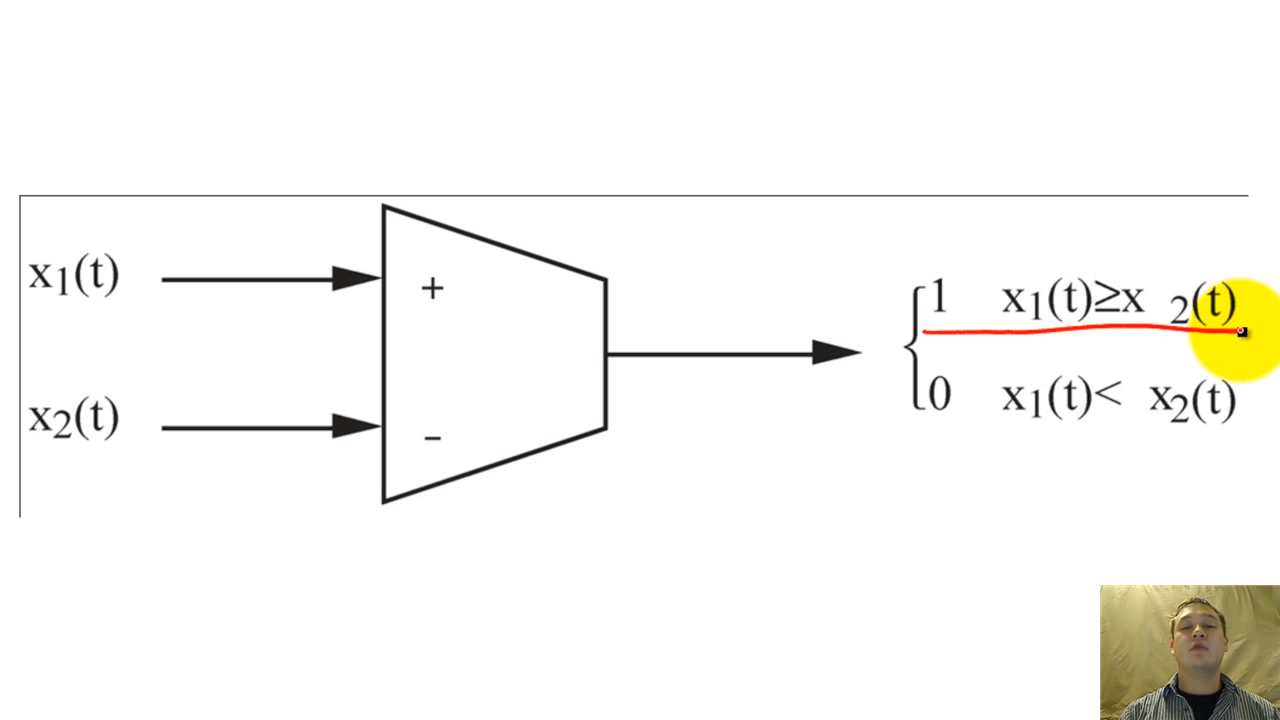 x₁(t)
+
1 x₁(t)≥x ₂(t)
x₂(t)
−
0 x₁(t)< x₂(t)